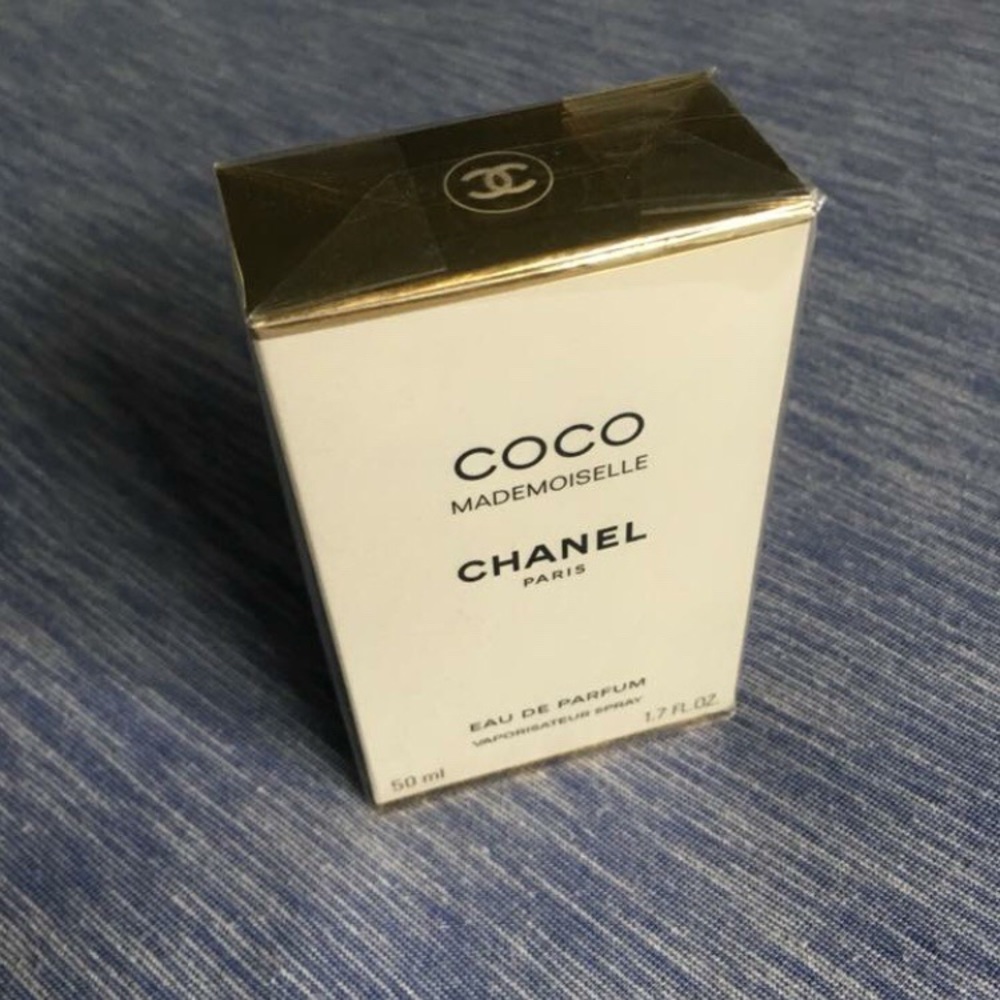 COCO
MADEMOISELLE
CHANEL
PARIS
EAU DE PARFUM
VAPORISATEUR SPRAY
50 ml
1.7 FL.OZ.